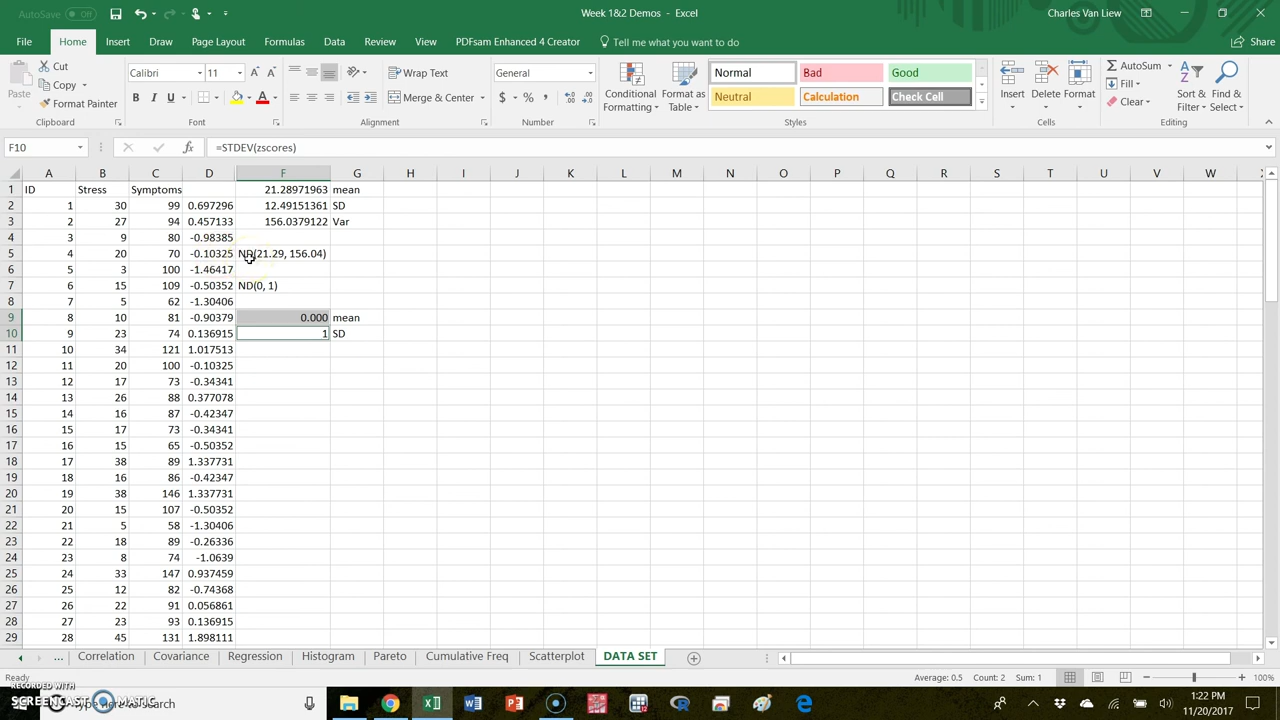 AutoSave Off
Week 1&2 Demos - Excel
Charles Van Liew
File Home Insert Draw Page Layout Formulas Data Review View PDFsam Enhanced 4 Creator Tell me what you want to do Share
Paste Cut Copy Format Painter
Calibri 11 Wrap Text General
B I U A Merge & Center $ % ,
Conditional Formatting Format as Table
Normal Bad Good
Neutral Calculation Check Cell
Insert Delete Format
AutoSum Fill Clear
Sort & Filter Find & Select
Clipboard Font Alignment Number Styles Cells Editing
F10 fx =STDEV(zscores)
A B C D F G H I J K L M N O P Q R S T U V W
1 ID Stress Symptoms 21.28971963 mean
2 1 30 99 0.697296 12.49151361 SD
3 2 27 94 0.457133 156.0379122 Var
4 3 9 80 -0.98385
5 4 20 70 -0.10325 ND(21.29, 156.04)
6 5 3 100 -1.46417
7 6 15 109 -0.50352 ND(0, 1)
8 7 5 62 -1.30406
9 8 10 81 -0.90379 0.000 mean
10 9 23 74 0.136915 1 SD
11 10 34 121 1.017513
12 11 20 100 -0.10325
13 12 17 73 -0.34341
14 13 26 88 0.377078
15 14 16 87 -0.42347
16 15 17 73 -0.34341
17 16 15 65 -0.50352
18 17 38 89 1.337731
19 18 16 86 -0.42347
20 19 38 146 1.337731
21 20 15 107 -0.50352
22 21 5 58 -1.30406
23 22 18 89 -0.26336
24 23 8 74 -1.0639
25 24 33 147 0.937459
26 25 12 82 -0.74368
27 26 22 91 0.056861
28 27 23 93 0.136915
29 28 45 131 1.898111
... Correlation Covariance Regression Histogram Pareto Cumulative Freq Scatterplot DATA SET
Ready Average: 0.5 Count: 2 Sum: 1 100%
RECORDED WITH
SCREENCAST MATIC
Type here to search
1:22 PM
11/20/2017